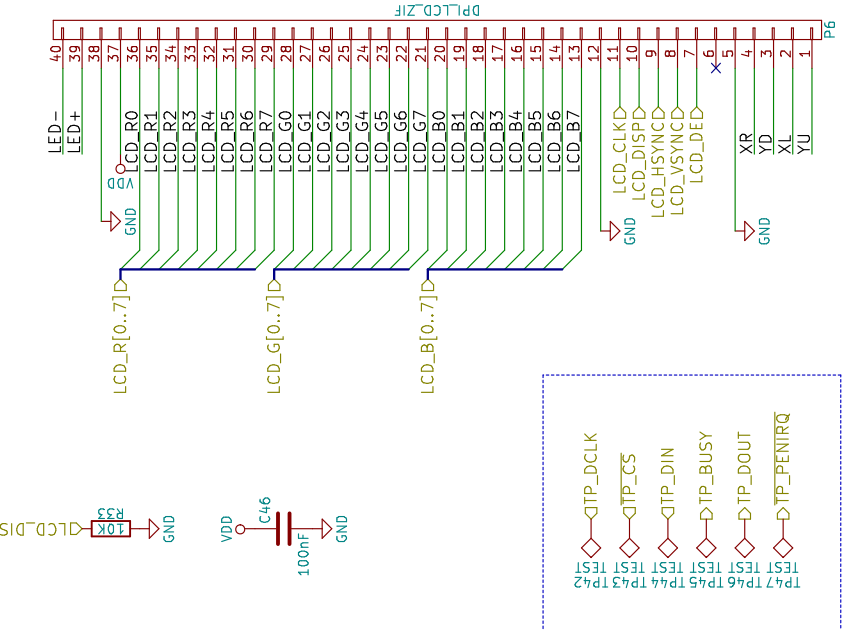 DPI_LCD_ZIF
P6
40
39
38
37
36
35
34
33
32
31
30
29
28
27
26
25
24
23
22
21
20
19
18
17
16
15
14
13
12
11
10
9
8
7
6
5
4
3
2
1
LED-
LED+
VDD
GND
LCD_R0
LCD_R1
LCD_R2
LCD_R3
LCD_R4
LCD_R5
LCD_R6
LCD_R7
LCD_G0
LCD_G1
LCD_G2
LCD_G3
LCD_G4
LCD_G5
LCD_G6
LCD_G7
LCD_B0
LCD_B1
LCD_B2
LCD_B3
LCD_B4
LCD_B5
LCD_B6
LCD_B7
GND
LCD_CLK
LCD_DISP
LCD_HSYNC
LCD_VSYNC
LCD_DE
GND
XR
YD
XL
YU
LCD_R[0..7]
LCD_G[0..7]
LCD_B[0..7]
LCD_DIS
R33
10K
GND
VDD
C46
100nF
GND
TP_DCLK
TP_CS
TP_DIN
TP_BUSY
TP_DOUT
TP_PENIRQ
TEST
TEST
TEST
TEST
TEST
TEST
TP42
TP43
TP44
TP45
TP46
TP47